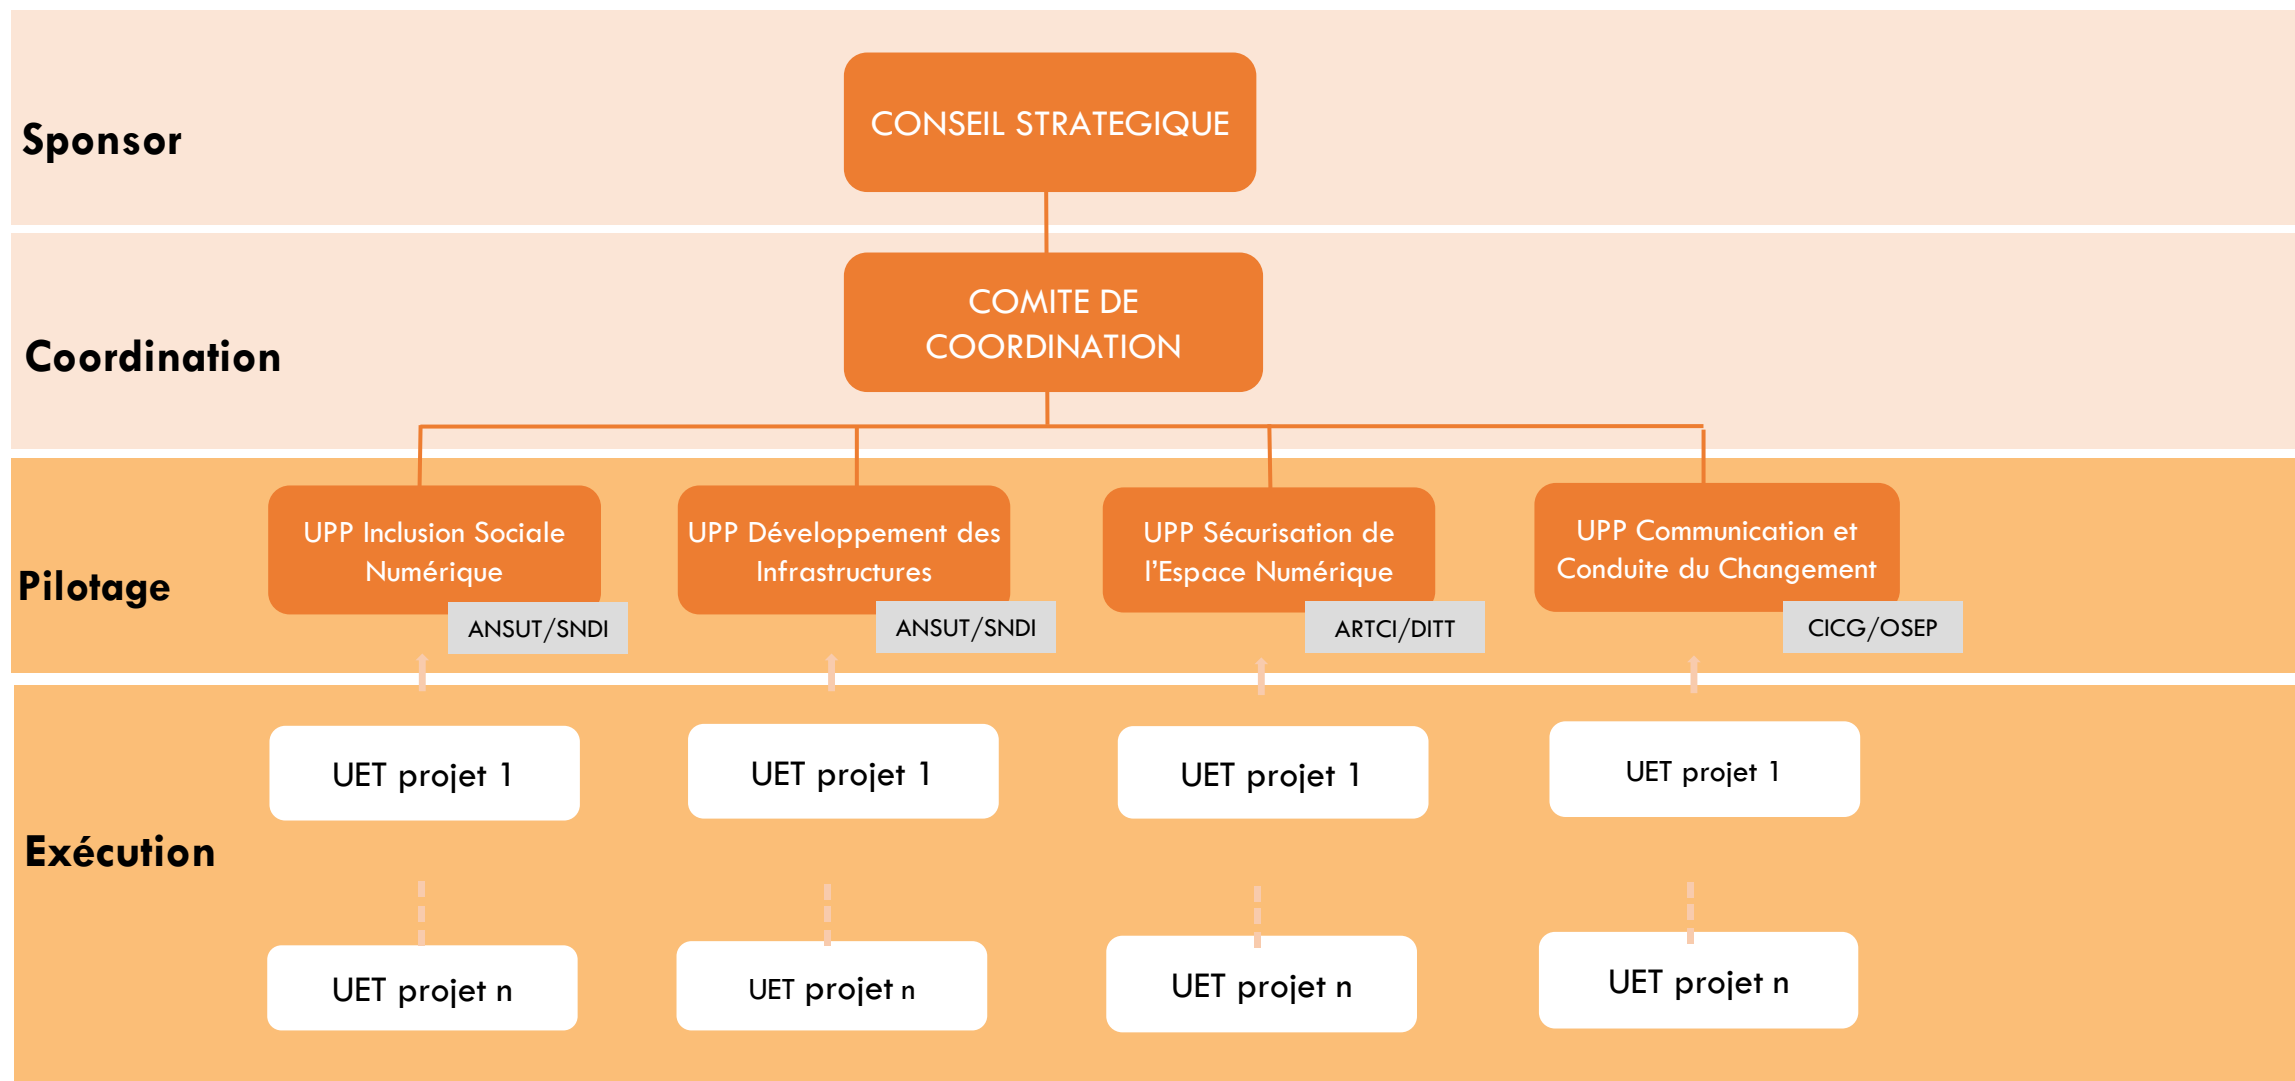 Sponsor
CONSEIL STRATEGIQUE
Coordination
COMITE DE
COORDINATION
Pilotage
UPP Inclusion Sociale
Numérique
ANSUT/SNDI
UPP Développement des
Infrastructures
ANSUT/SNDI
UPP Sécurisation de
l’Espace Numérique
ARTCI/DITT
UPP Communication et
Conduite du Changement
CICG/OSEP
Exécution
UET projet 1
UET projet 1
UET projet 1
UET projet 1
UET projet n
UET projet n
UET projet n
UET projet n